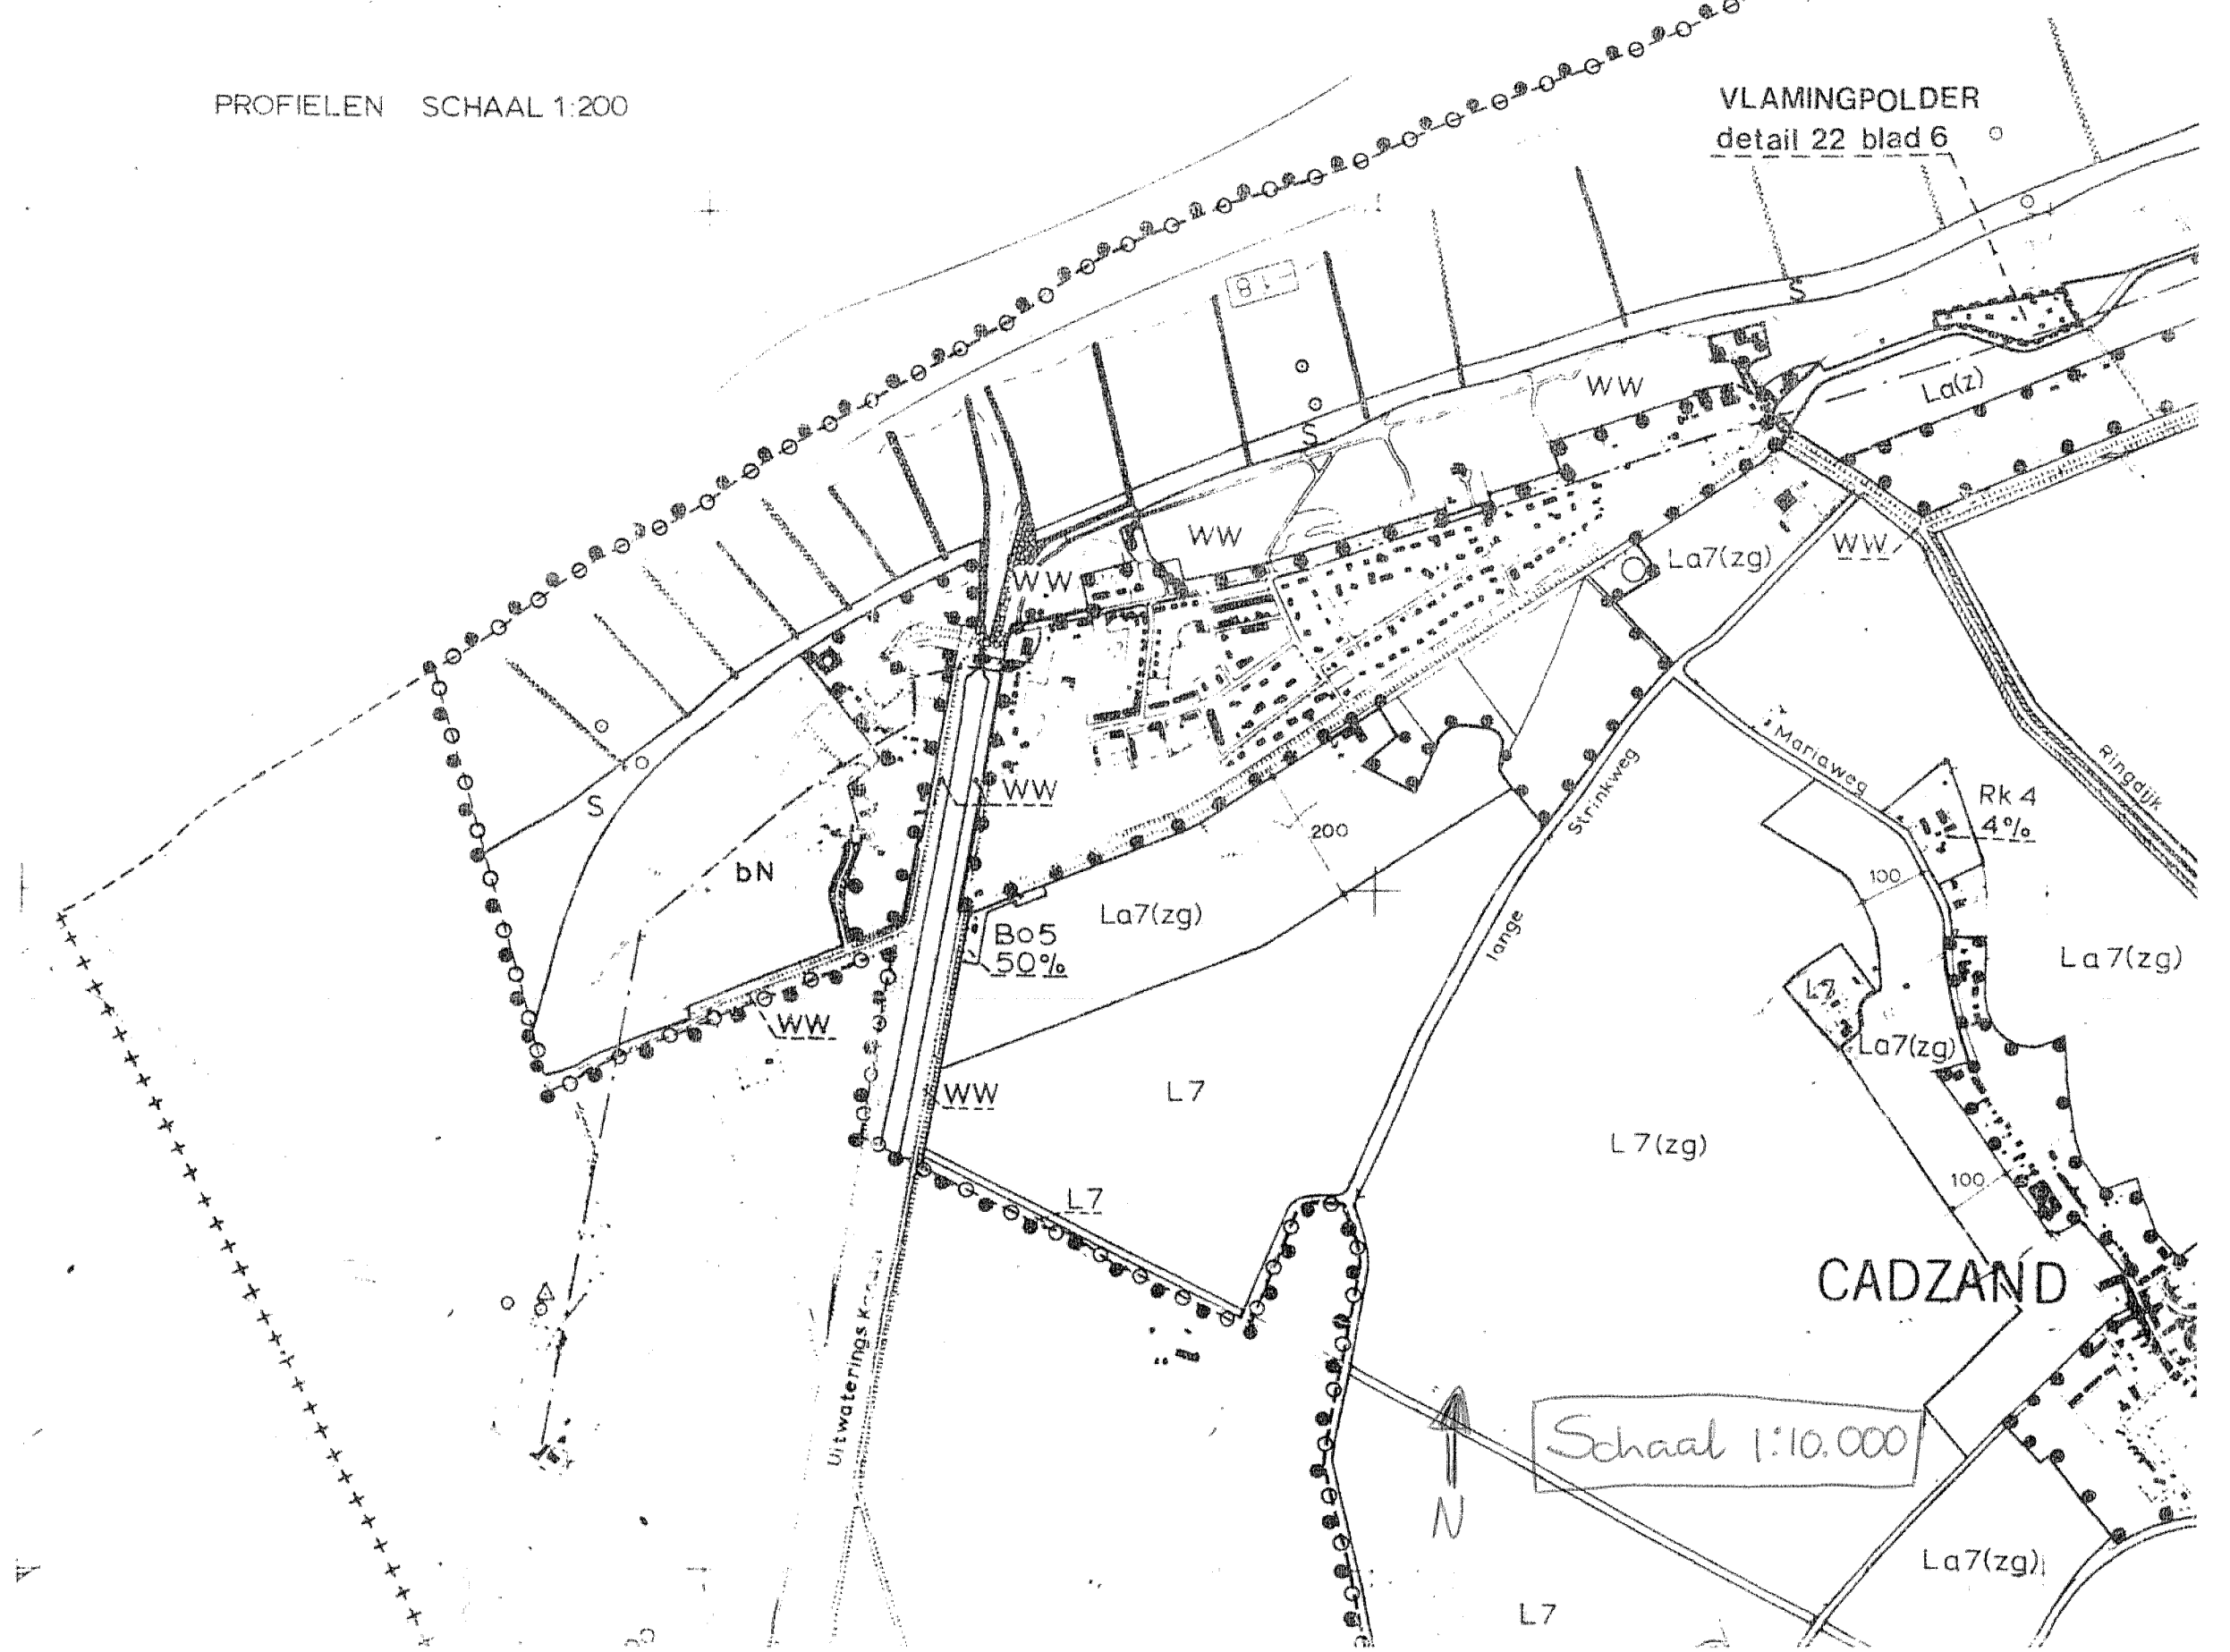 PROFIELEN SCHAAL 1:200
VLAMINGPOLDER
detail 22 blad 6
S
WW
La(z)
S
WW
La7(zg)
WW
WW
Mariaweg
Ringdijk
Strinkweg
WW
Rk 4
4%
S
200
bN
100
La7(zg)
lange
Bo5
50%
La7(zg)
L7
WW
La7(zg)
WW
L7
L7(zg)
100
L7
CADZAND
Uitwaterings
Schaal 1:10.000
N
La7(zg)
L7